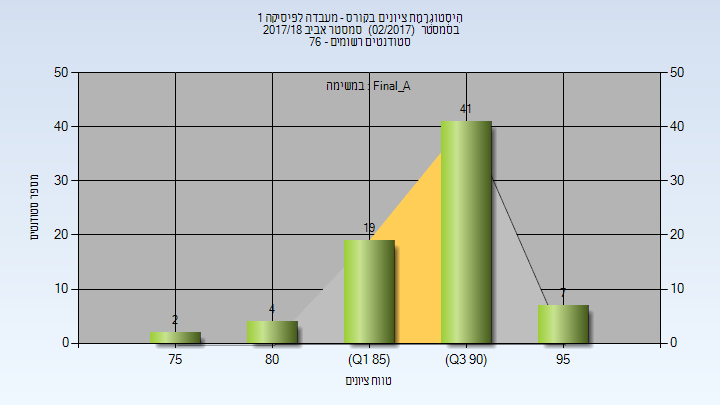 הִיסְטוֹגְרָמַת ציונים בקורס - מעבדה לפיסיקה 1
בסמסטר (02/2017) סמסטר אביב 2017/18
סטודנטים רשומים - 76
במשימה : Final_A
50
40
30
20
10
0
50
40
30
20
10
0
מספר סטודנטים
2
4
19
41
7
75
80
(Q1 85)
(Q3 90)
95
טווח ציונים